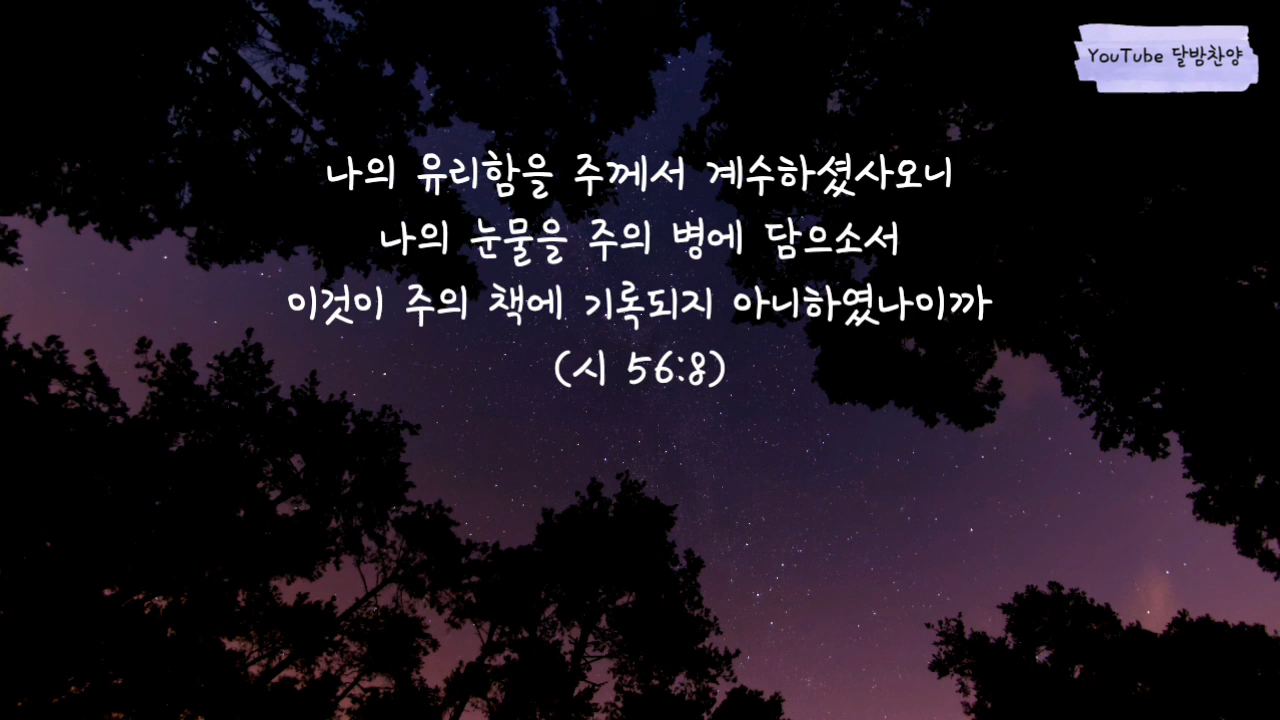 YouTube 달밤찬양
나의 유리함을 주께서 계수하셨사오니
나의 눈물을 주의 병에 담으소서
이것이 주의 책에 기록되지 아니하였나이까
(시 56:8)